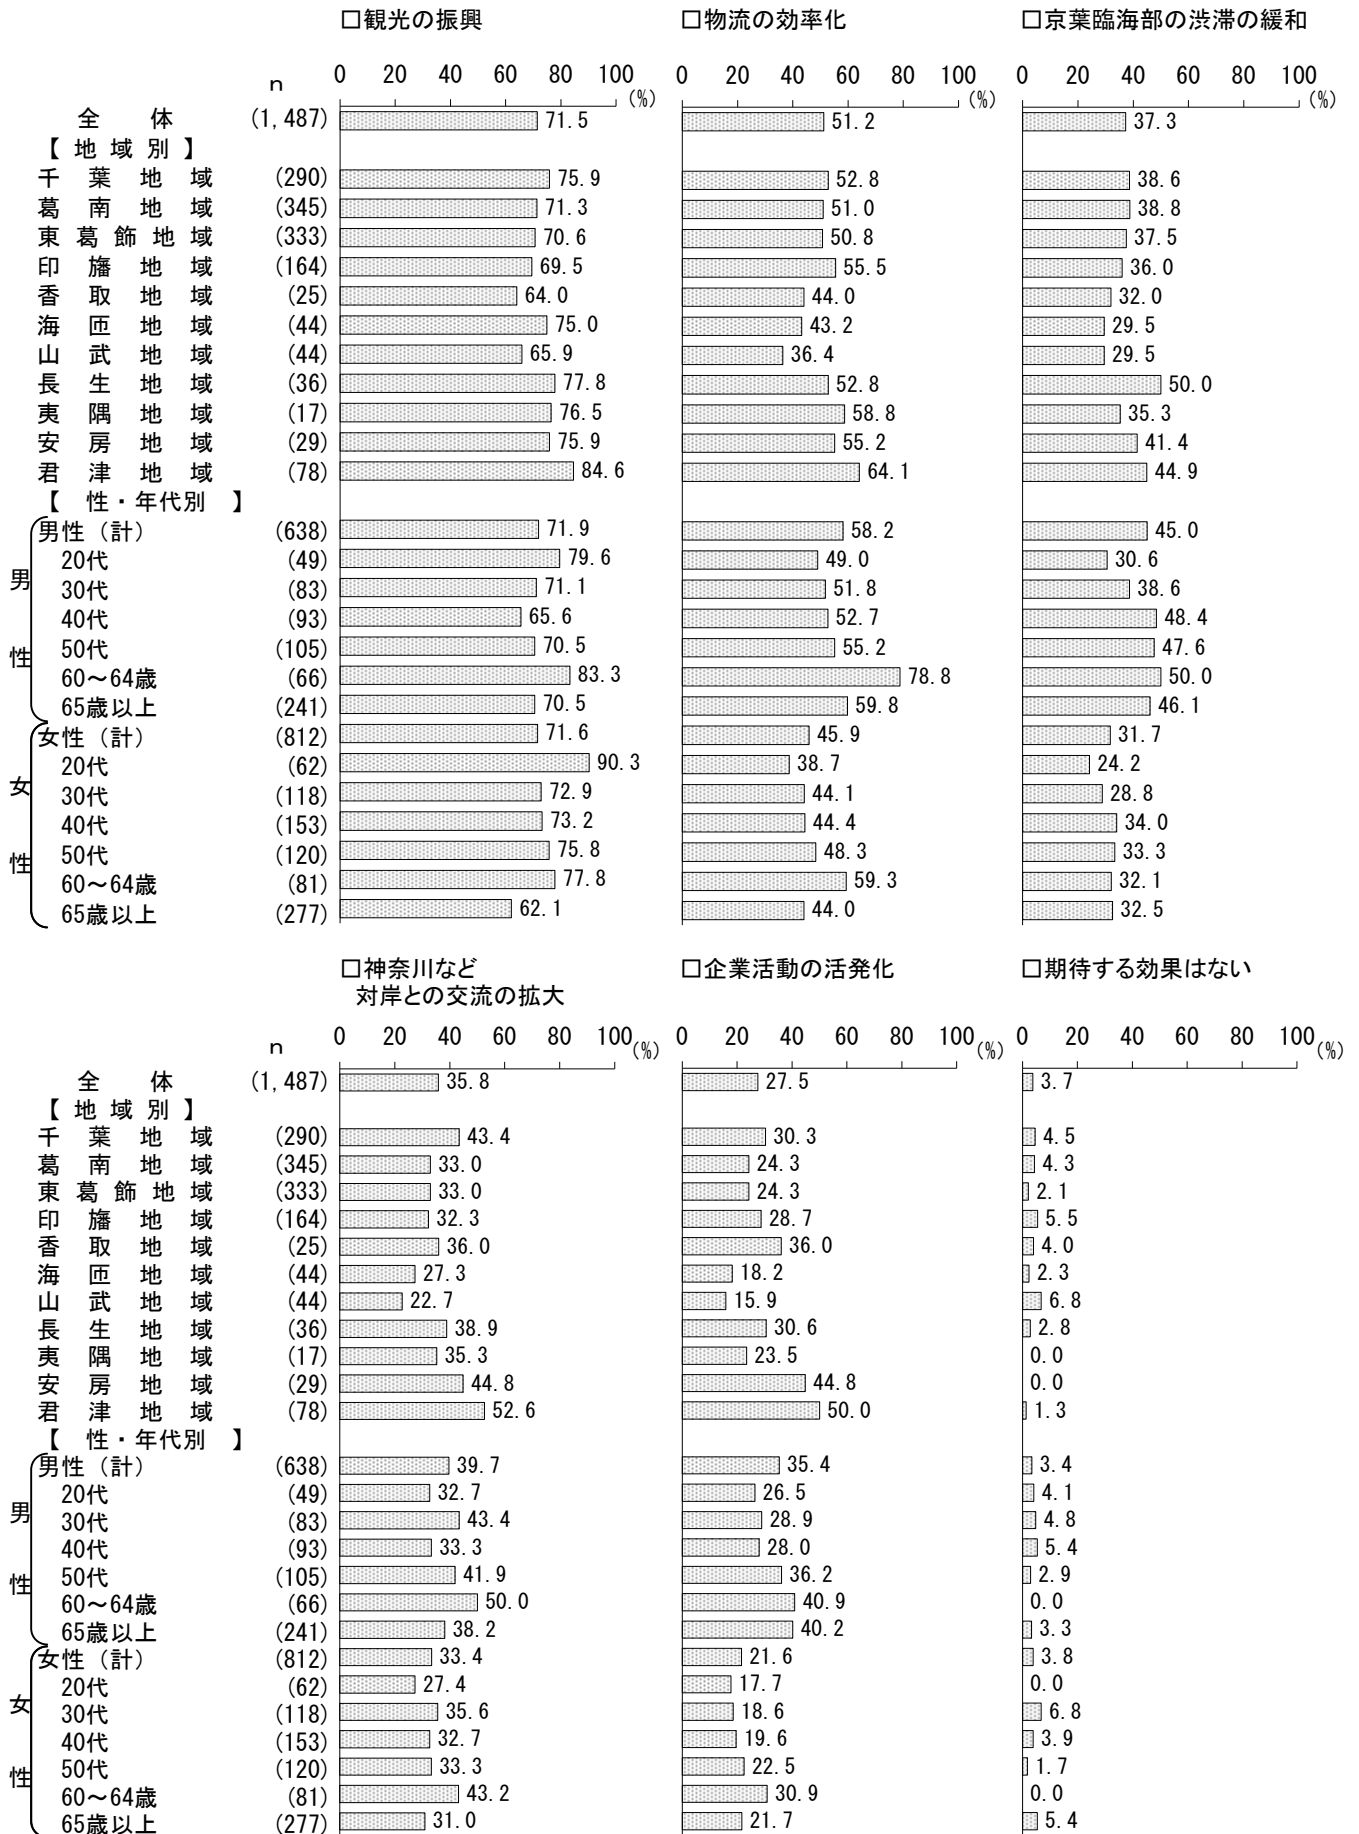 □観光の振興 □物流の効率化 □京葉臨海部の渋滞の緩和
n 0 20 40 60 80 100 (%) 0 20 40 60 80 100 (%) 0 20 40 60 80 100 (%)
全体 (1,487) 71.5 51.2 37.3
【地域別】
千葉地域 (290) 75.9 52.8 38.6
葛南地域 (345) 71.3 51.0 38.8
東葛飾地域 (333) 70.6 50.8 37.5
印旛地域 (164) 69.5 55.5 36.0
香取地域 (25) 64.0 44.0 32.0
海匝地域 (44) 75.0 43.2 29.5
山武地域 (44) 65.9 36.4 29.5
長生地域 (36) 77.8 52.8 50.0
夷隅地域 (17) 76.5 58.8 35.3
安房地域 (29) 75.9 55.2 41.4
君津地域 (78) 84.6 64.1 44.9
【性・年代別】
男性
男性（計） (638) 71.9 58.2 45.0
20代 (49) 79.6 49.0 30.6
30代 (83) 71.1 51.8 38.6
40代 (93) 65.6 52.7 48.4
50代 (105) 70.5 55.2 47.6
60～64歳 (66) 83.3 78.8 50.0
65歳以上 (241) 70.5 59.8 46.1
女性
女性（計） (812) 71.6 45.9 31.7
20代 (62) 90.3 38.7 24.2
30代 (118) 72.9 44.1 28.8
40代 (153) 73.2 44.4 34.0
50代 (120) 75.8 48.3 33.3
60～64歳 (81) 77.8 59.3 32.1
65歳以上 (277) 62.1 44.0 32.5
□神奈川など □企業活動の活発化 □期待する効果はない
対岸との交流の拡大
n 0 20 40 60 80 100 (%) 0 20 40 60 80 100 (%) 0 20 40 60 80 100 (%)
全体 (1,487) 35.8 27.5 3.7
【地域別】
千葉地域 (290) 43.4 30.3 4.5
葛南地域 (345) 33.0 24.3 4.3
東葛飾地域 (333) 33.0 24.3 2.1
印旛地域 (164) 32.3 28.7 5.5
香取地域 (25) 36.0 36.0 4.0
海匝地域 (44) 27.3 18.2 2.3
山武地域 (44) 22.7 15.9 6.8
長生地域 (36) 38.9 30.6 2.8
夷隅地域 (17) 35.3 23.5 0.0
安房地域 (29) 44.8 44.8 0.0
君津地域 (78) 52.6 50.0 1.3
【性・年代別】
男性
男性（計） (638) 39.7 35.4 3.4
20代 (49) 32.7 26.5 4.1
30代 (83) 43.4 28.9 4.8
40代 (93) 33.3 28.0 5.4
50代 (105) 41.9 36.2 2.9
60～64歳 (66) 50.0 40.9 0.0
65歳以上 (241) 38.2 40.2 3.3
女性
女性（計） (812) 33.4 21.6 3.8
20代 (62) 27.4 17.7 0.0
30代 (118) 35.6 18.6 6.8
40代 (153) 32.7 19.6 3.9
50代 (120) 33.3 22.5 1.7
60～64歳 (81) 43.2 30.9 0.0
65歳以上 (277) 31.0 21.7 5.4